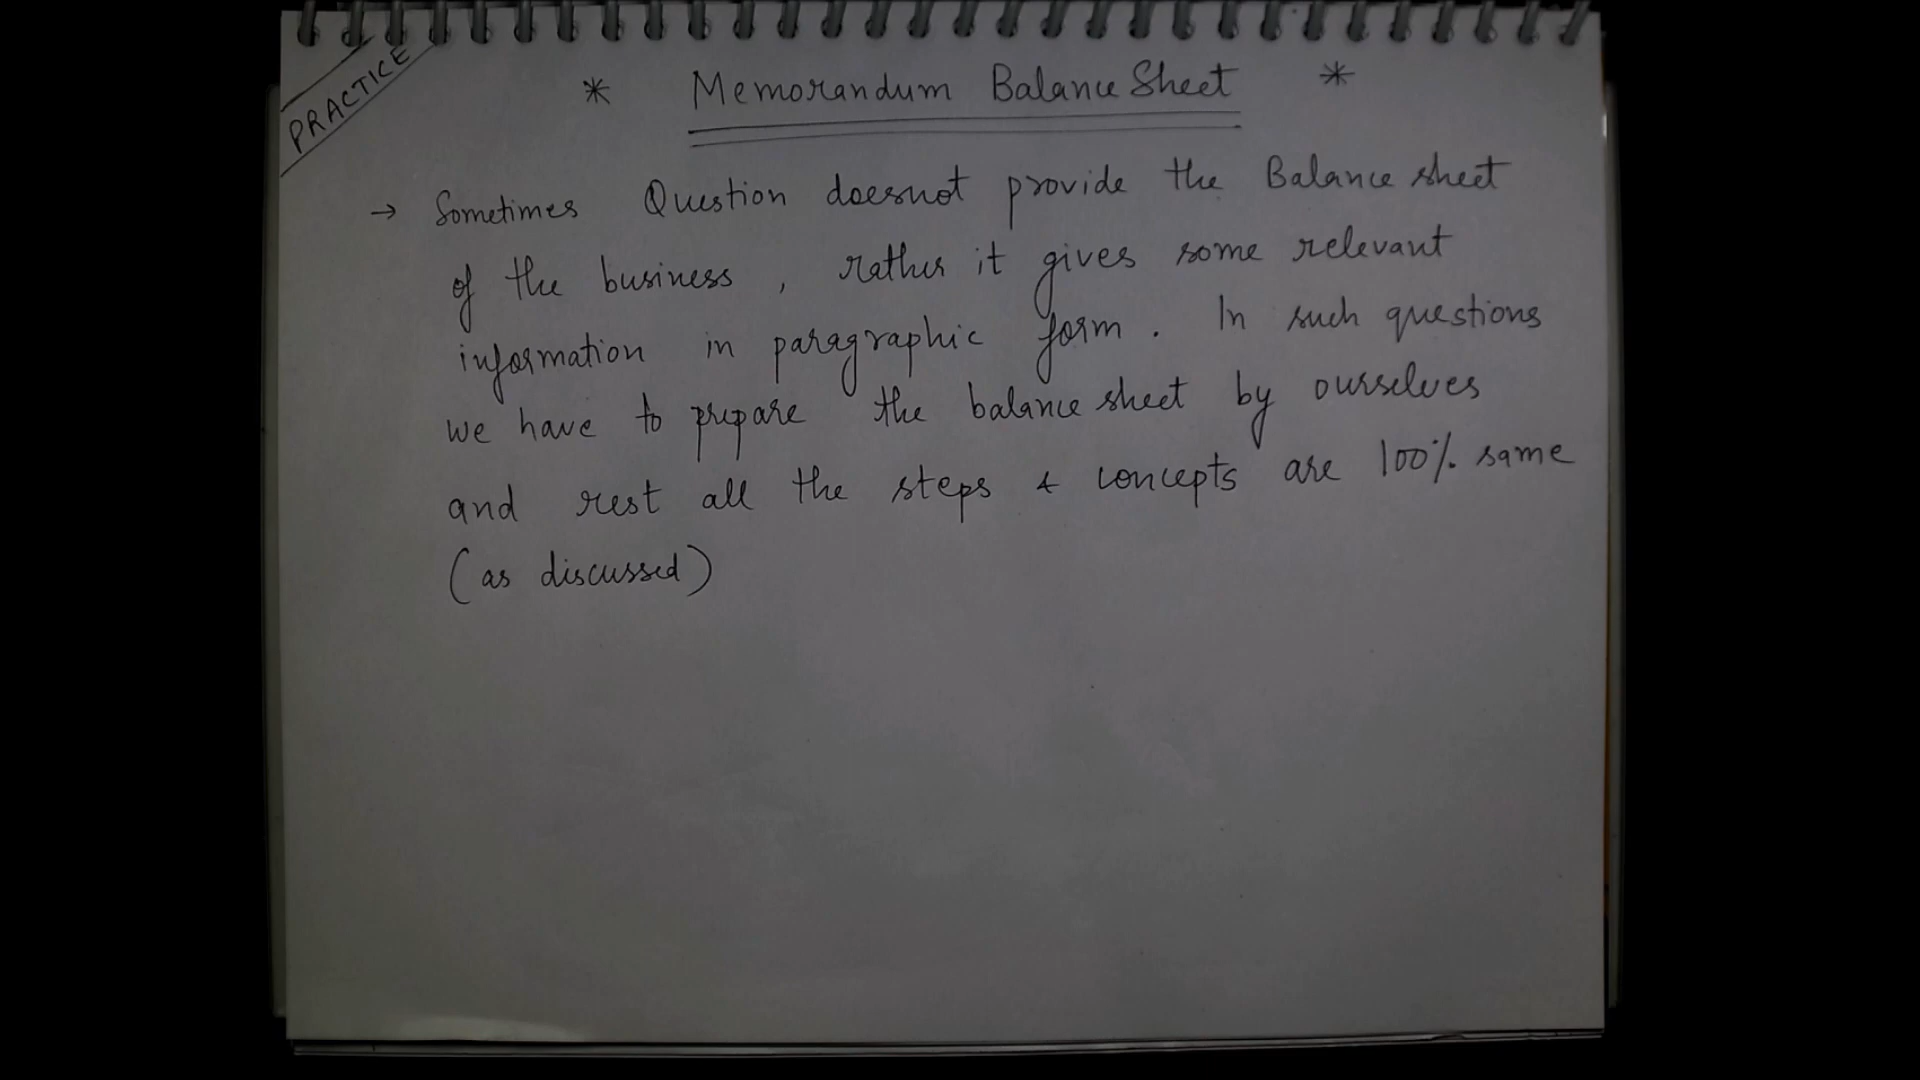 PRACTICE
* Memorandum Balance Sheet *
→ Sometimes Question doesnot provide the Balance sheet
of the business , rather it gives some relevant
information in paragraphic form . In such questions
we have to prepare the balance sheet by ourselves
and rest all the steps & concepts are 100% same
(as discussed)